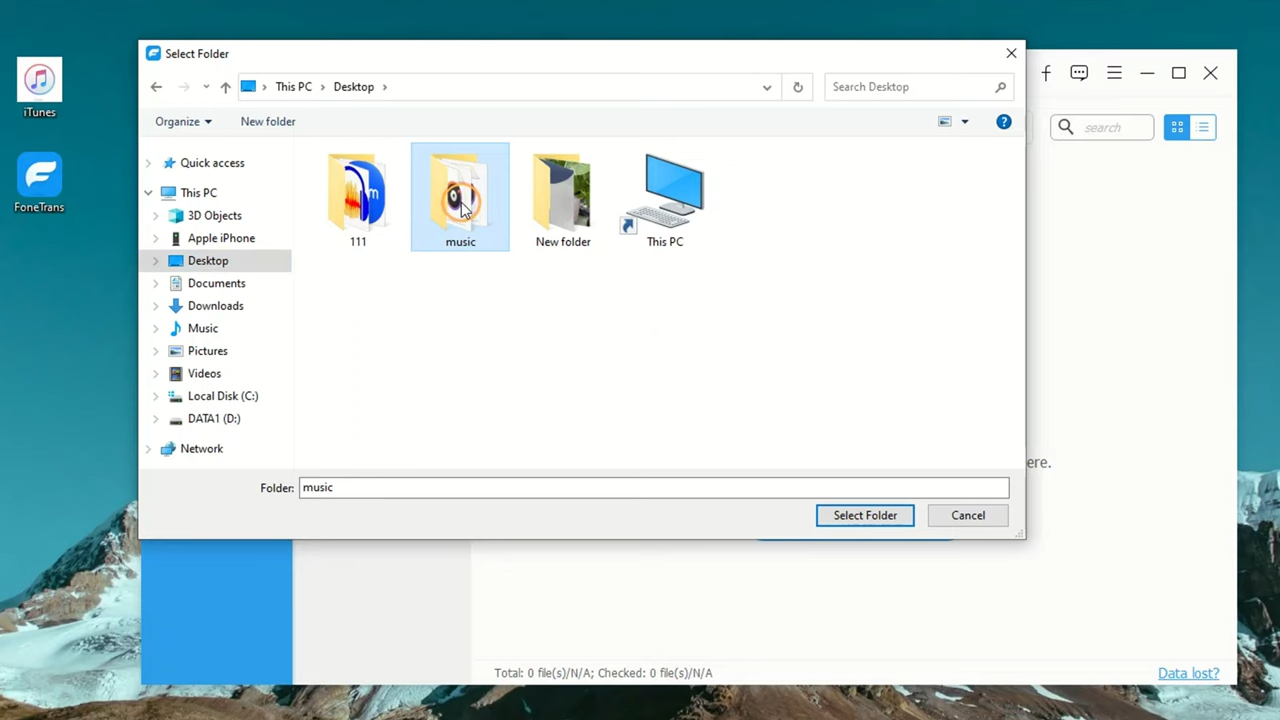 iTunes
FoneTrans
Select Folder
This PC
Desktop
Search Desktop
Organize
New folder
Quick access
This PC
3D Objects
Apple iPhone
Desktop
Documents
Downloads
Music
Pictures
Videos
Local Disk (C:)
DATA1 (D:)
Network
111
music
New folder
This PC
Folder: music
Select Folder
Cancel
search
ere.
Total: 0 file(s)/N/A; Checked: 0 file(s)/N/A
Data lost?